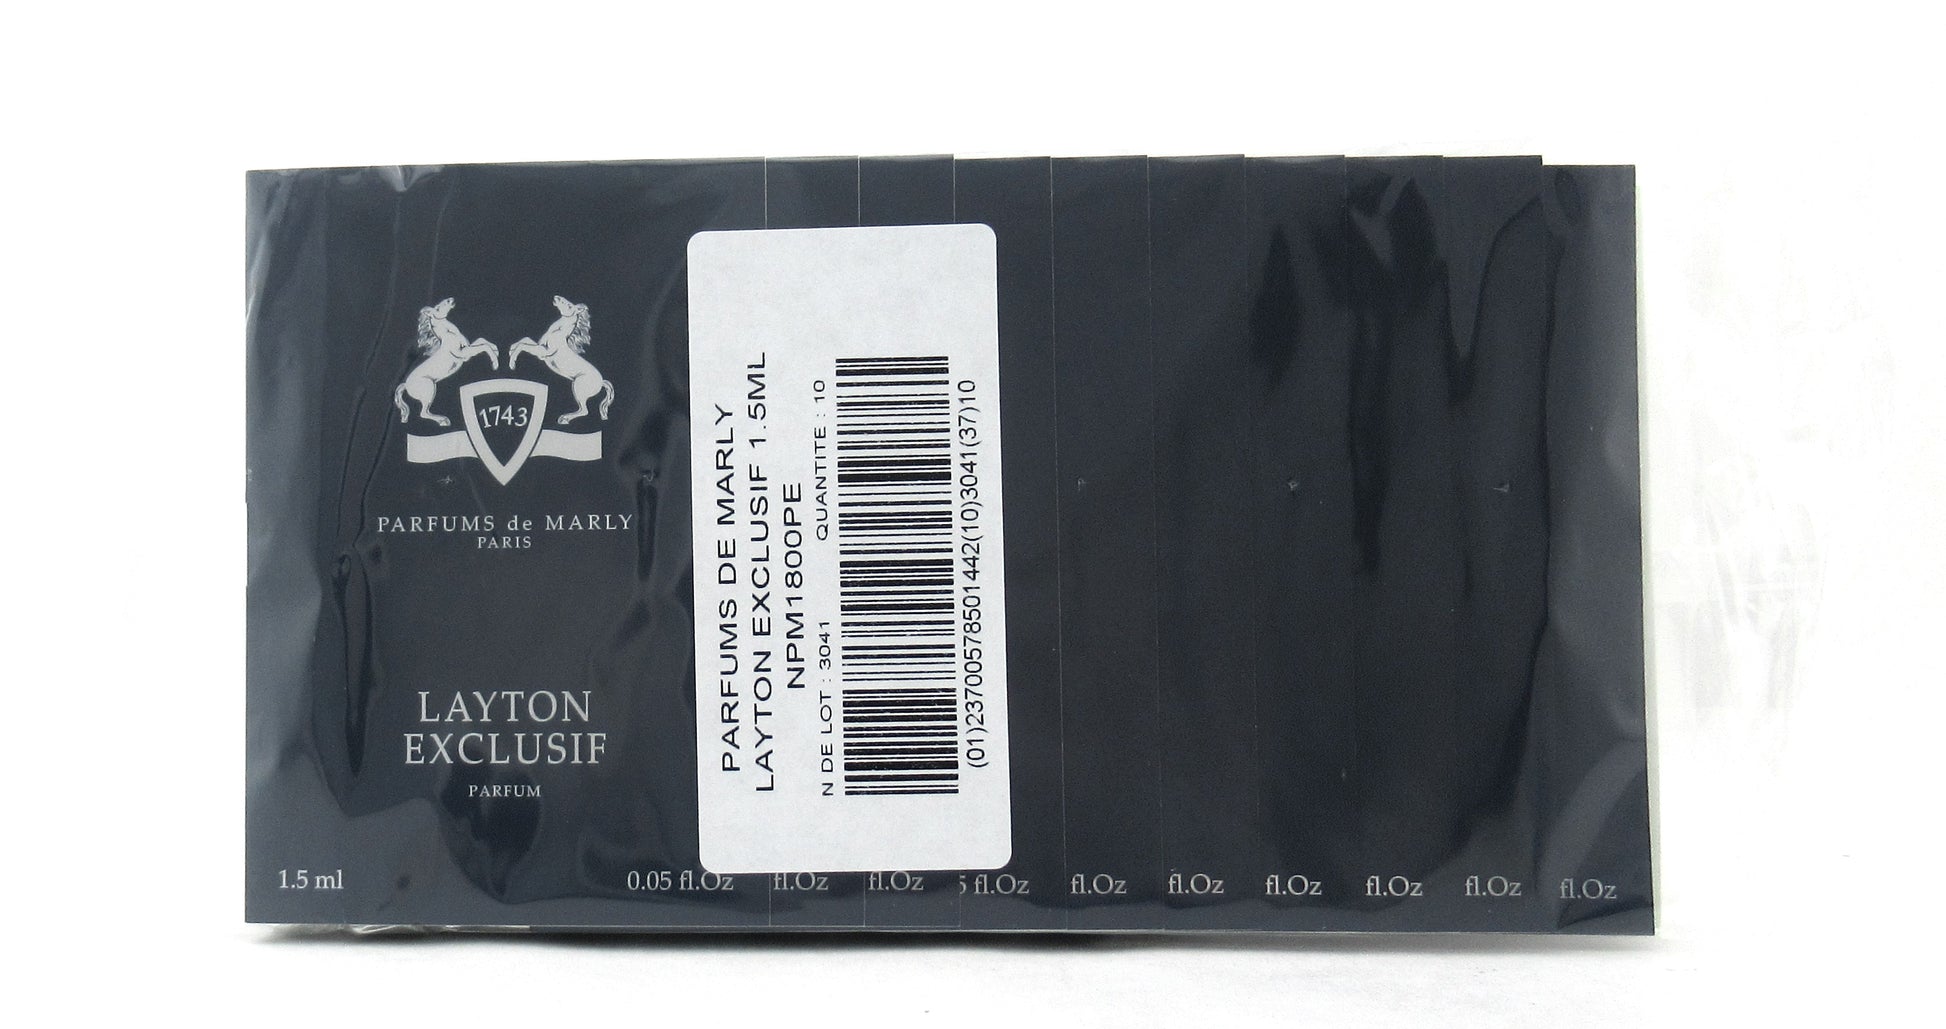 1743
PARFUMS de MARLY
PARIS
LAYTON
EXCLUSIF
PARFUM
1.5 ml
0.05 fl.Oz
fl.Oz
fl.Oz
5 fl.Oz
fl.Oz
fl.Oz
fl.Oz
fl.Oz
fl.Oz
fl.Oz
PARFUMS DE MARLY
LAYTON EXCLUSIF 1.5ML
NPM1800PE
N DE LOT : 3041 QUANTITE : 10
(01)23700578501442(10)3041(37)10